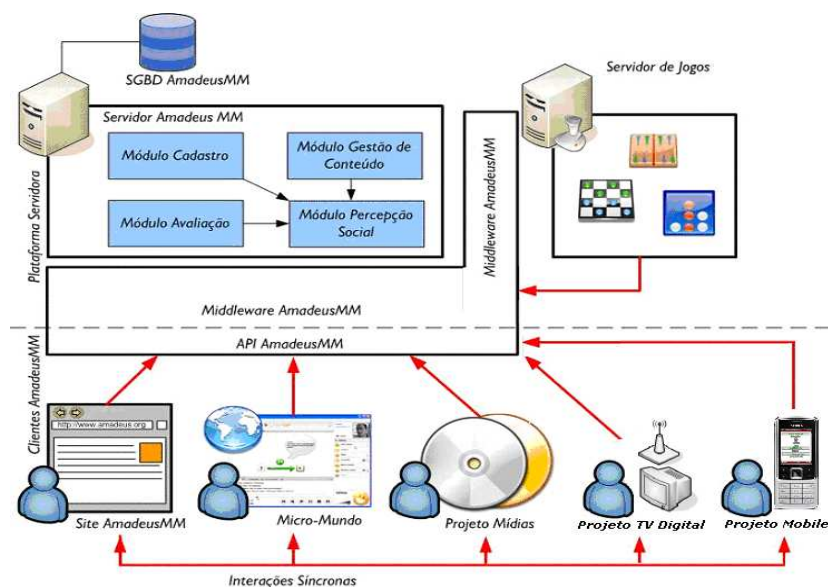 SGBD AmadeusMM
Servidor de Jogos
Servidor Amadeus MM
Módulo Cadastro
Módulo Gestão de
Conteúdo
Módulo Avaliação
Módulo Percepção
Social
Plataforma Servidora
Middleware AmadeusMM
Middleware AmadeusMM
API AmadeusMM
Clientes AmadeusMM
http://www.amadeus.org
Site AmadeusMM
Micro-Mundo
Projeto Mídias
Projeto TV Digital
Projeto Mobile
Interações Síncronas